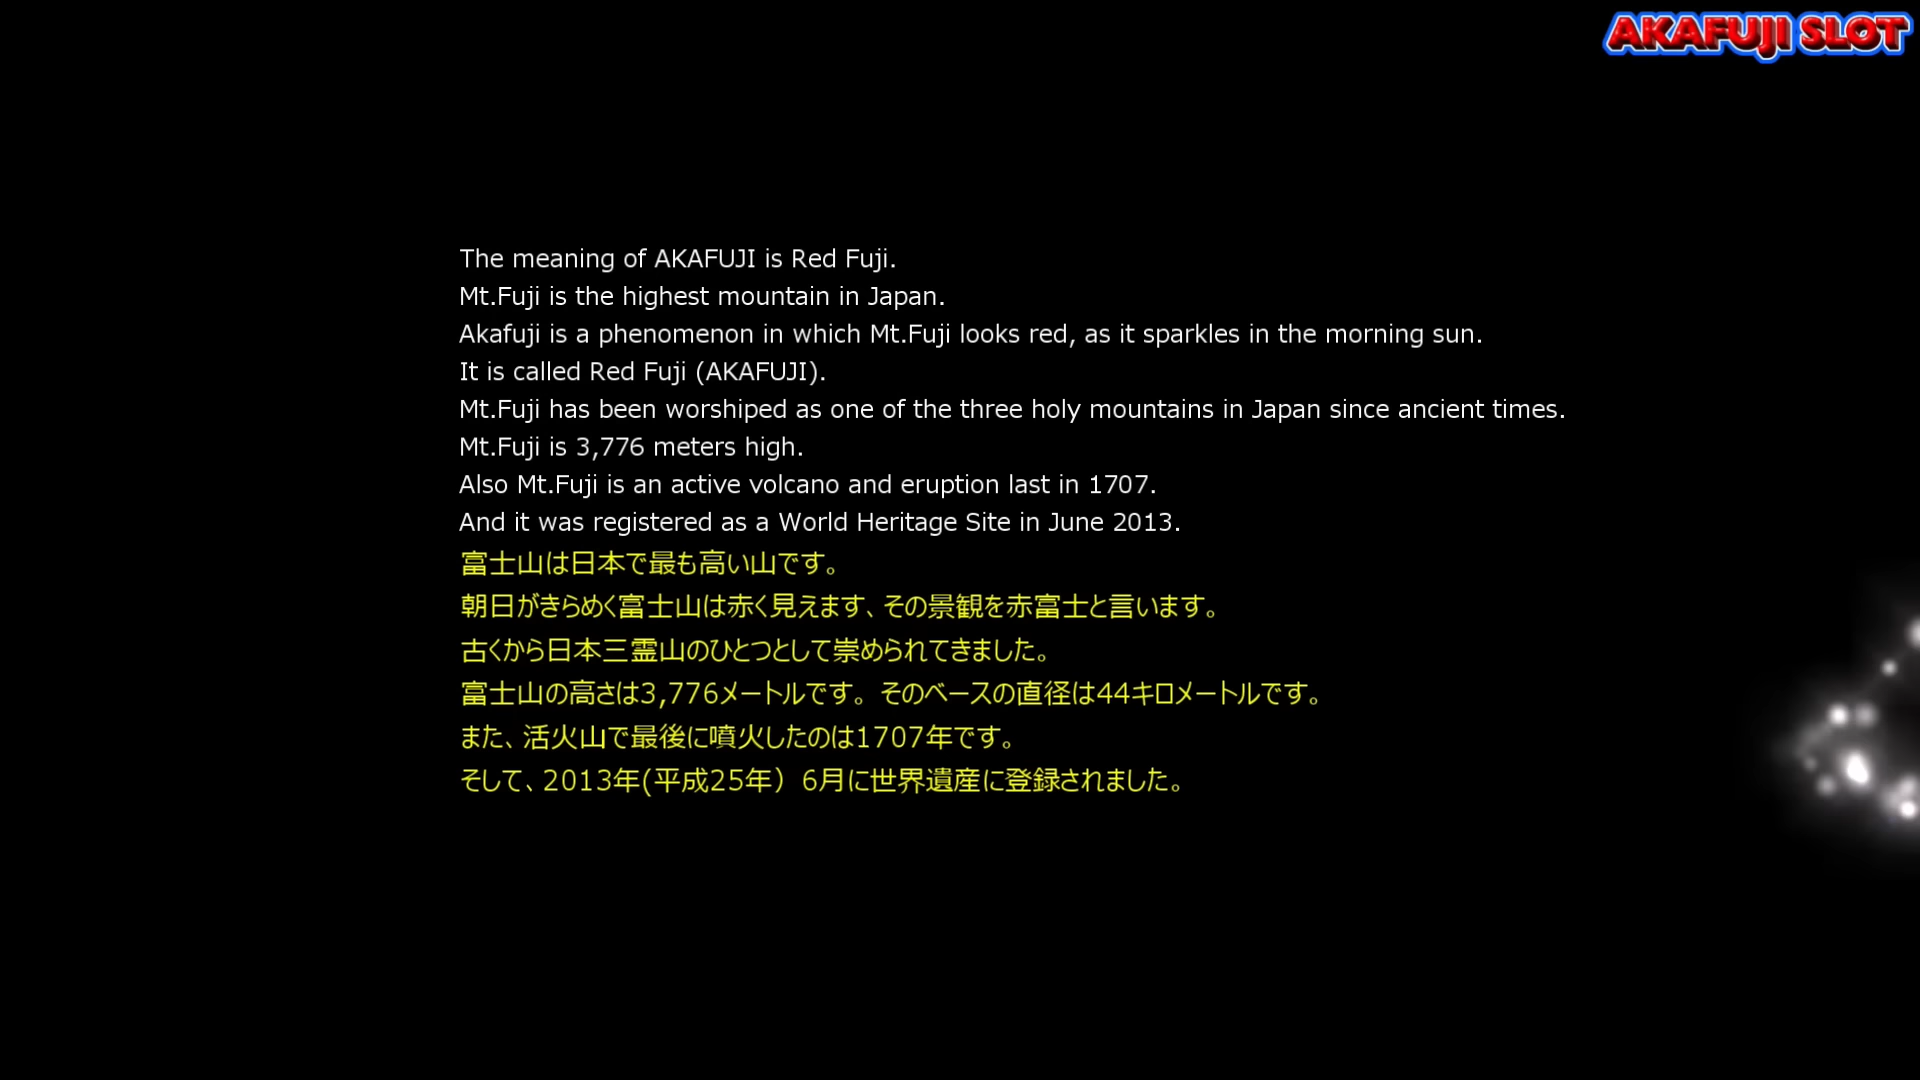 AKAFUJI SLOT
The meaning of AKAFUJI is Red Fuji.
Mt.Fuji is the highest mountain in Japan.
Akafuji is a phenomenon in which Mt.Fuji looks red, as it sparkles in the morning sun.
It is called Red Fuji (AKAFUJI).
Mt.Fuji has been worshiped as one of the three holy mountains in Japan since ancient times.
Mt.Fuji is 3,776 meters high.
Also Mt.Fuji is an active volcano and eruption last in 1707.
And it was registered as a World Heritage Site in June 2013.
富士山は日本で最も高い山です。
朝日がきらめく富士山は赤く見えます、その景観を赤富士と言います。
古くから日本三霊山のひとつとして崇められてきました。
富士山の高さは3,776メートルです。そのベースの直径は44キロメートルです。
また、活火山で最後に噴火したのは1707年です。
そして、2013年(平成25年）6月に世界遺産に登録されました。